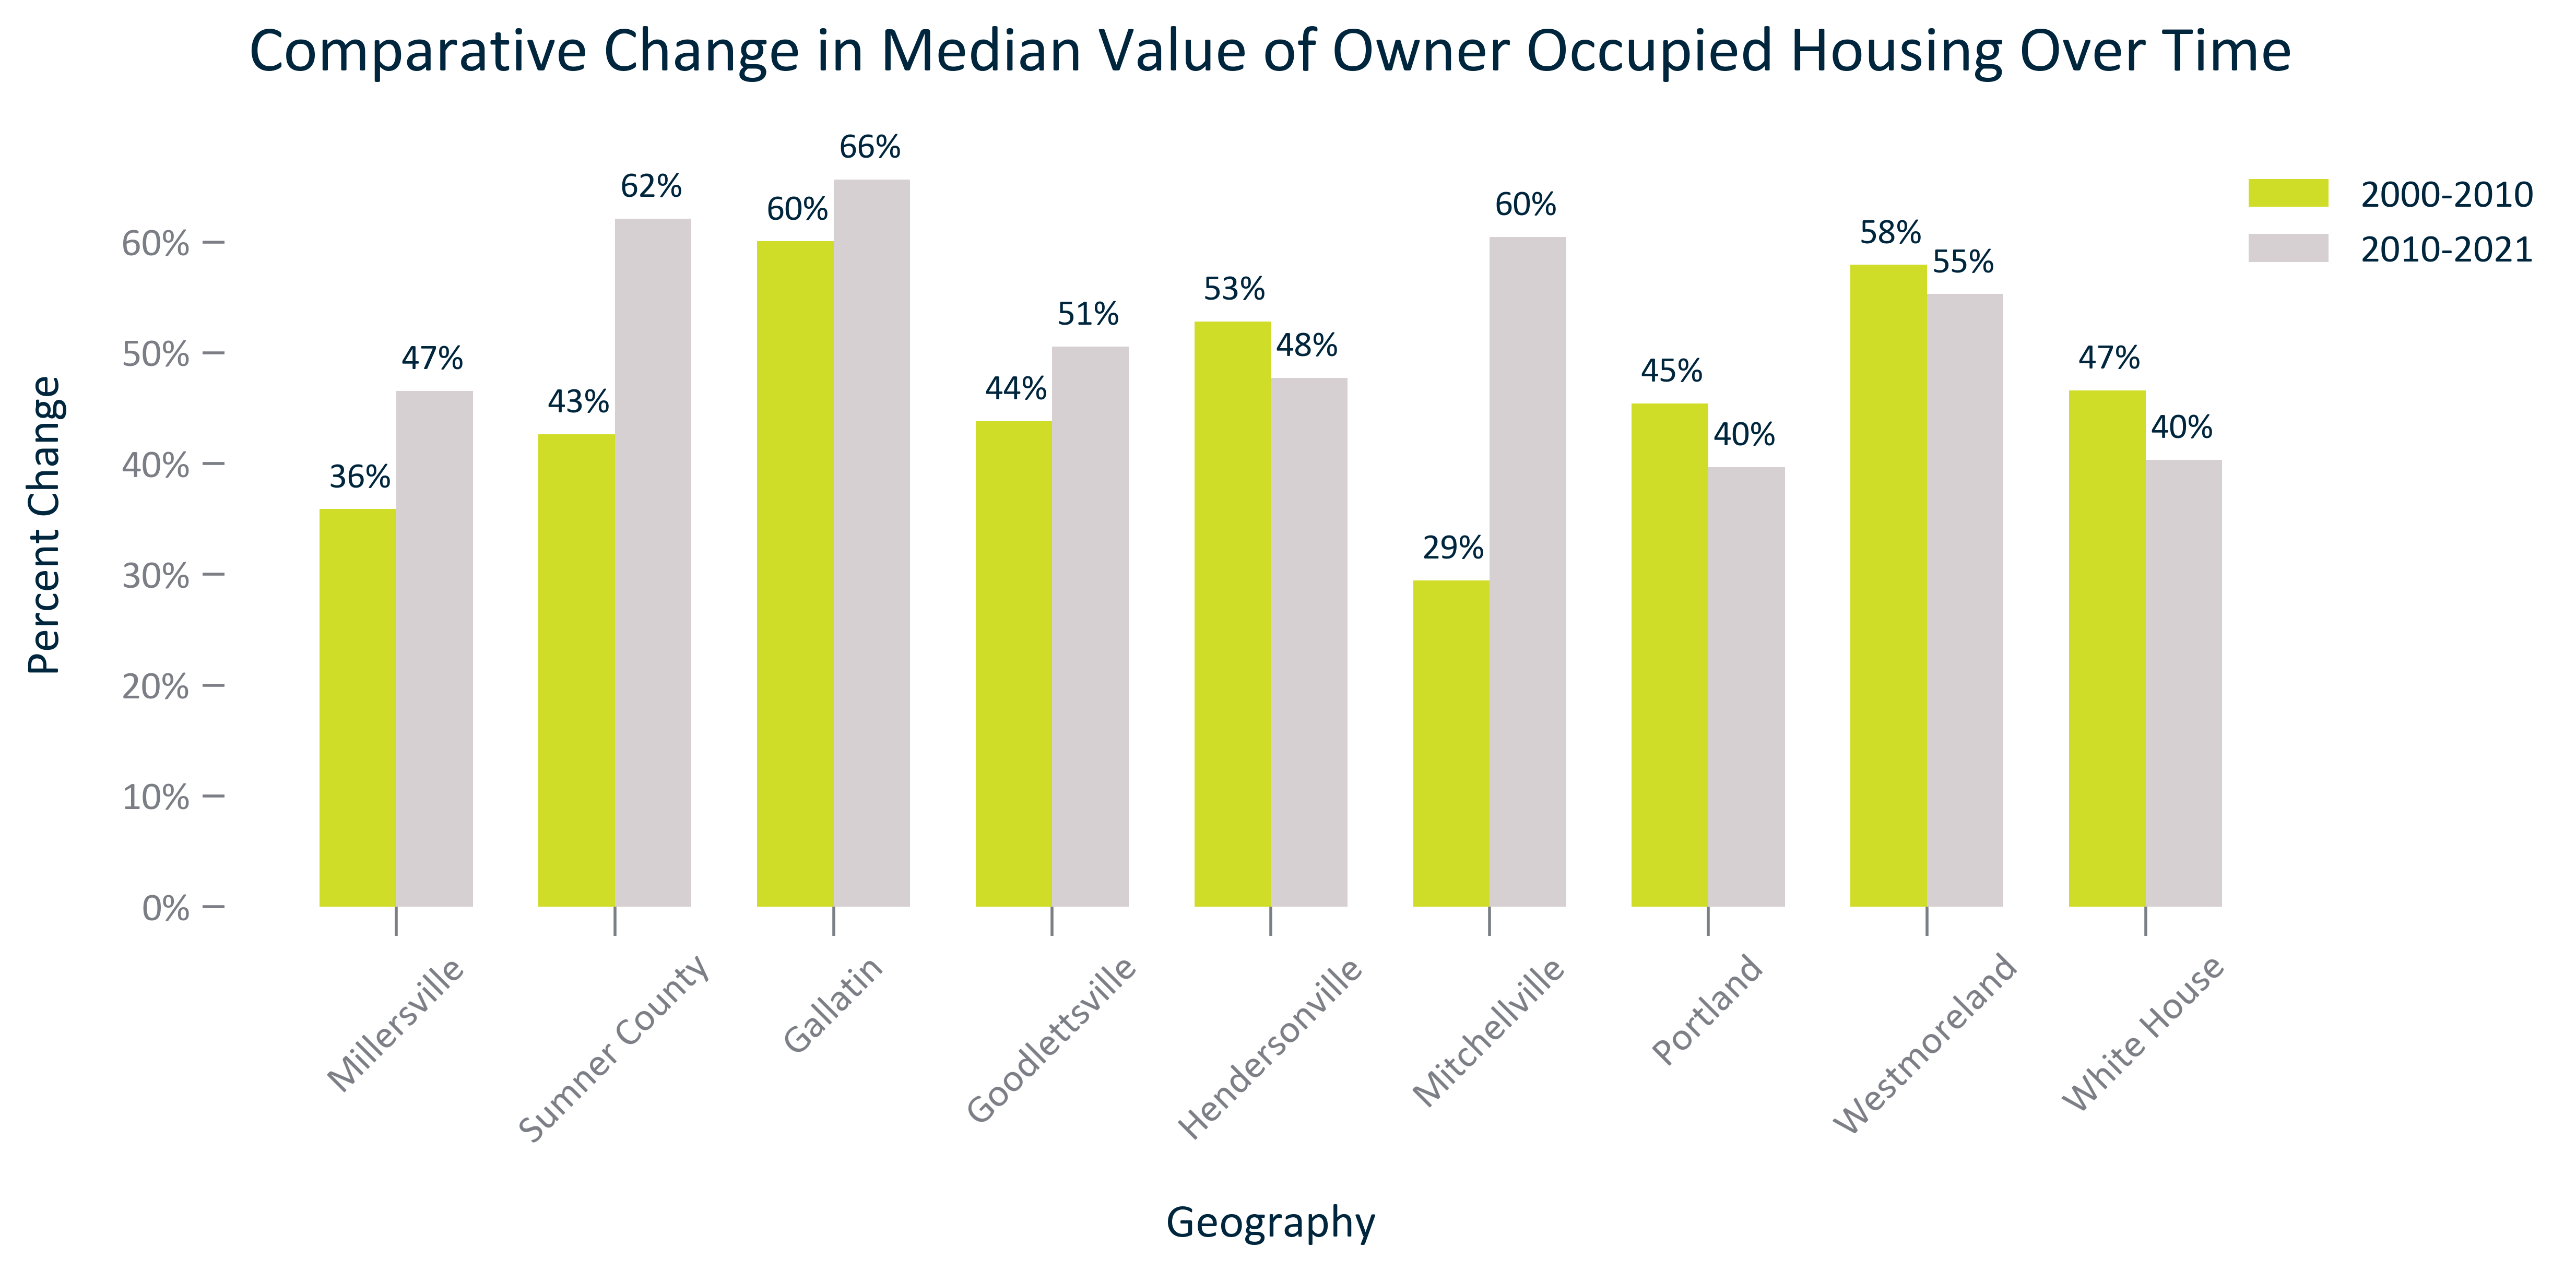 Comparative Change in Median Value of Owner Occupied Housing Over Time
2000-2010
2010-2021
Percent Change
60%
50%
40%
30%
20%
10%
0%
36%
47%
43%
62%
60%
66%
44%
51%
53%
48%
29%
60%
45%
40%
58%
55%
47%
40%
Millersville
Sumner County
Gallatin
Goodlettsville
Hendersonville
Mitchellville
Portland
Westmoreland
White House
Geography